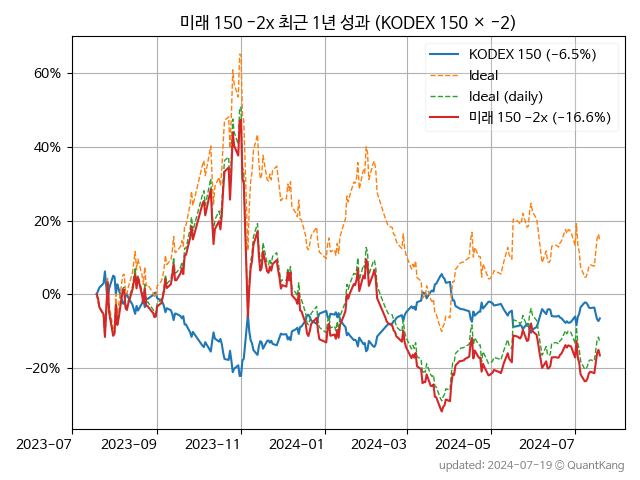 미래 150 −2x 최근 1년 성과 (KODEX 150 × −2)
KODEX 150 (−6.5%)
Ideal
Ideal (daily)
미래 150 −2x (−16.6%)
60%
40%
20%
0%
−20%
2023-07 2023-09 2023-11 2024-01 2024-03 2024-05 2024-07
updated: 2024-07-19 © QuantKang